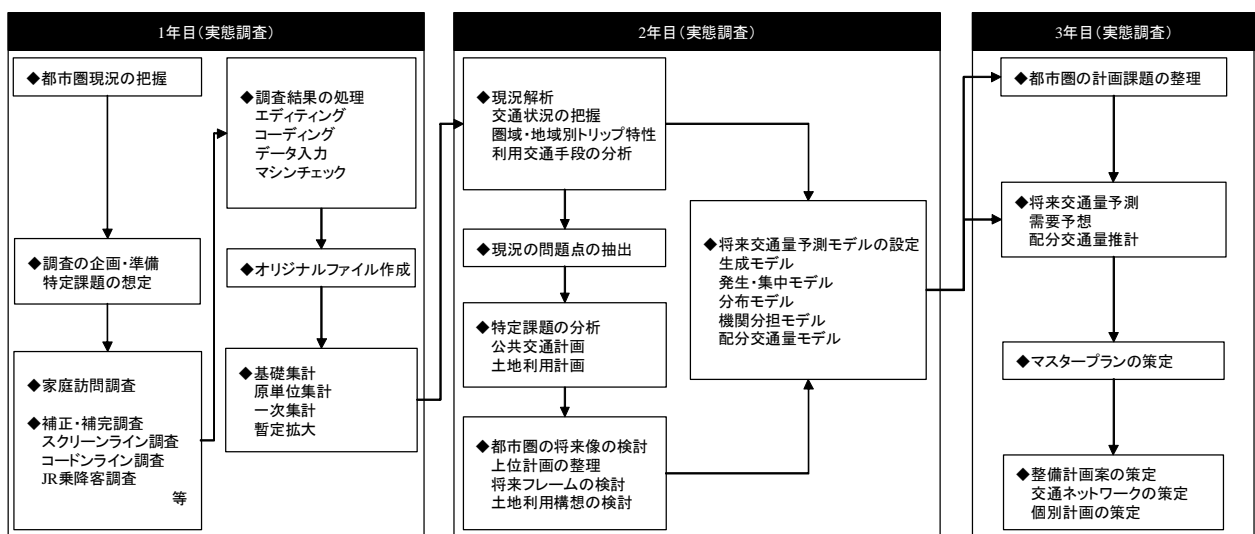 1年目(実態調査)
◆都市圏現況の把握
◆調査の企画・準備
特定課題の想定
◆家庭訪問調査
◆補正・補完調査
スクリーンライン調査
コードンライン調査
JR乗降客調査
等
◆調査結果の処理
エディティング
コーディング
データ入力
マシンチェック
◆オリジナルファイル作成
◆基礎集計
原単位集計
一次集計
暫定拡大
2年目(実態調査)
◆現況解析
交通状況の把握
圏域・地域別トリップ特性
利用交通手段の分析
◆現況の問題点の抽出
◆特定課題の分析
公共交通計画
土地利用計画
◆都市圏の将来像の検討
上位計画の整理
将来フレームの検討
土地利用構想の検討
◆将来交通量予測モデルの設定
生成モデル
発生・集中モデル
分布モデル
機関分担モデル
配分交通量モデル
3年目(実態調査)
◆都市圏の計画課題の整理
◆将来交通量予測
需要予想
配分交通量推計
◆マスタープランの策定
◆整備計画案の策定
交通ネットワークの策定
個別計画の策定